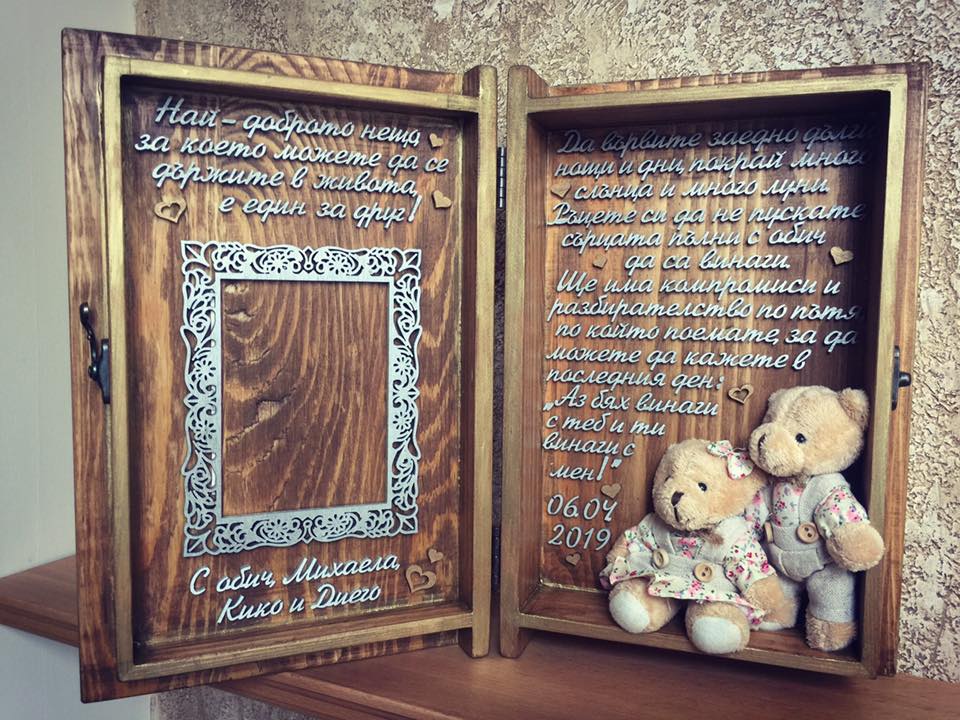 Най-доброто нещо,
за което можете да се
държите в живота,
е един за друг!
С обич, Михаела,
Кико и Диего
Да вървите заедно дълги
нощи и дни, покрай много
слънца и много луни.
Ръцете си да не пускате,
сърцата пълни с обич
да са винаги.
Ще има компромиси и
разбирателство по пътя,
по който поемате, за да
можете да кажете в
последния ден:
"Аз бях винаги
с теб и ти
винаги с
мен!"
06.04
2019